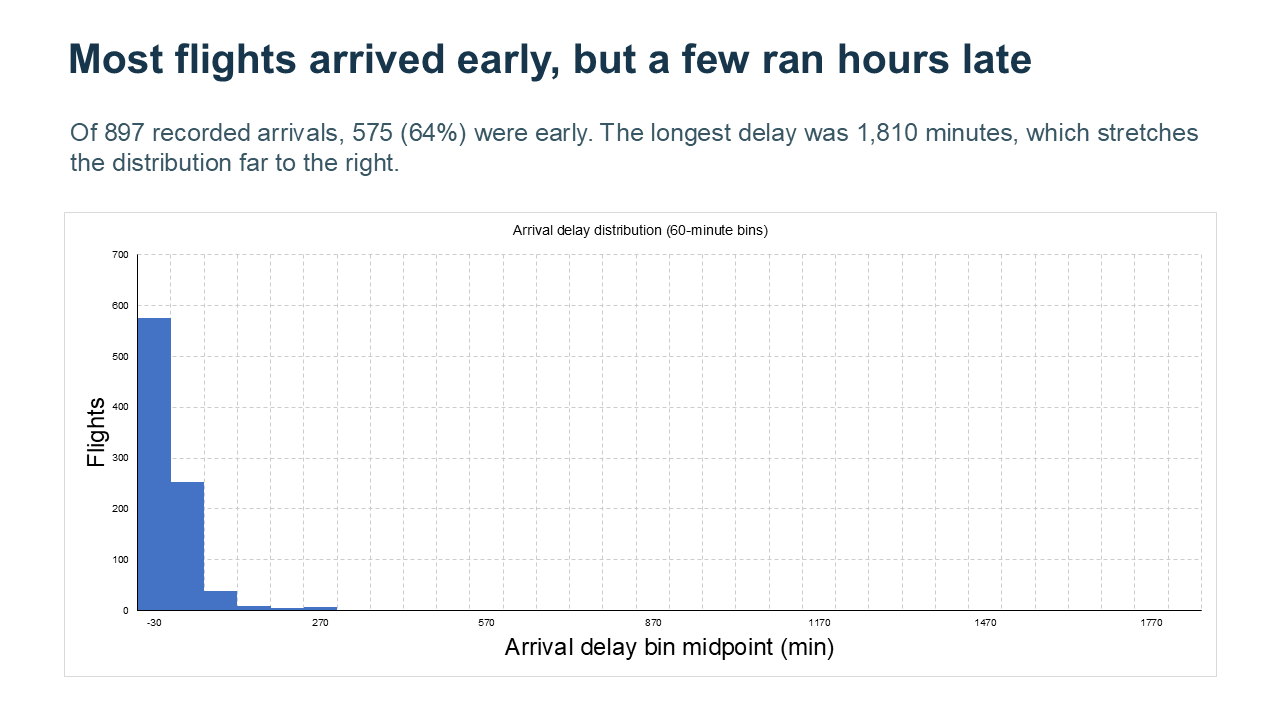 Most flights arrived early, but a few ran hours late
Of 897 recorded arrivals, 575 (64%) were early. The longest delay was 1,810 minutes, which stretches
the distribution far to the right.
Arrival delay distribution (60-minute bins)
700
600
500
400
300
200
100
0
Flights
-30 270 570 870 1170 1470 1770
Arrival delay bin midpoint (min)